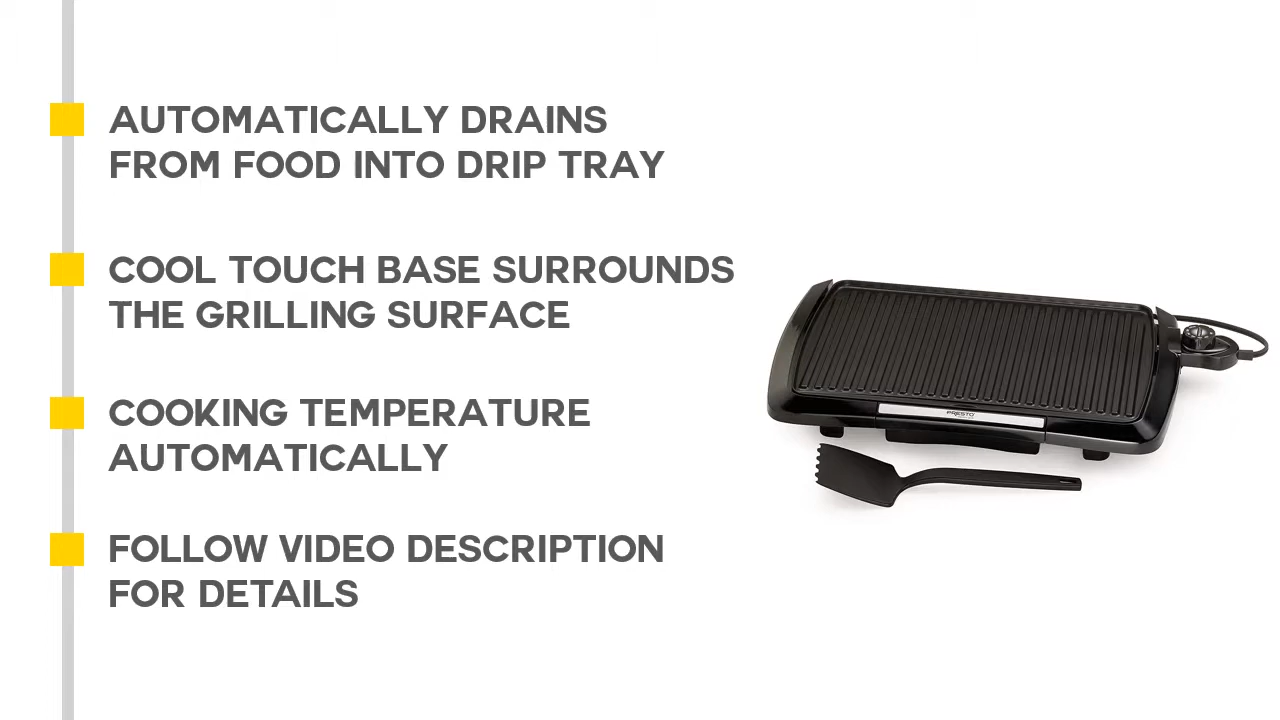 AUTOMATICALLY DRAINS
FROM FOOD INTO DRIP TRAY
COOL TOUCH BASE SURROUNDS
THE GRILLING SURFACE
COOKING TEMPERATURE
AUTOMATICALLY
FOLLOW VIDEO DESCRIPTION
FOR DETAILS
PRESTO